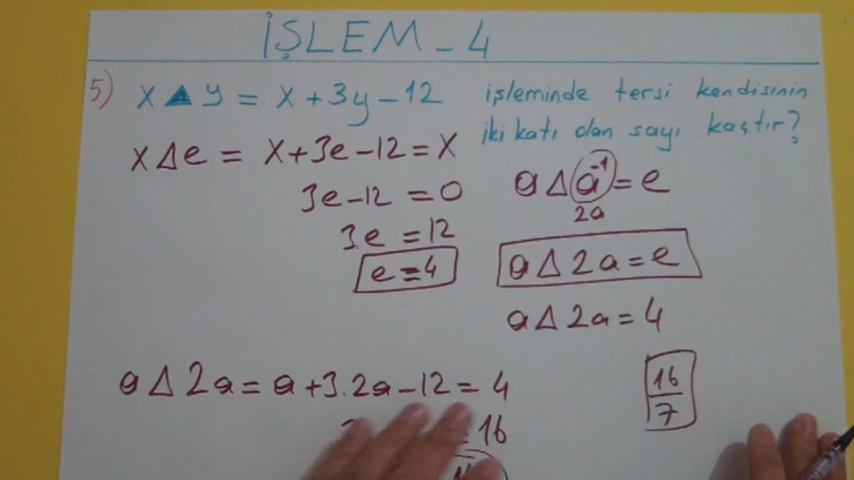 İŞLEM - 4
5) x ▲ y = x + 3y - 12 işleminde tersi kendisinin
iki katı olan sayı kaçtır?
x Δ e = x + 3e - 12 = x
3e - 12 = 0
3.e = 12
e = 4
a Δ a⁻¹ = e
2a
a Δ 2a = e
a Δ 2a = 4
a Δ 2a = a + 3.2a - 12 = 4
= 16
16/7